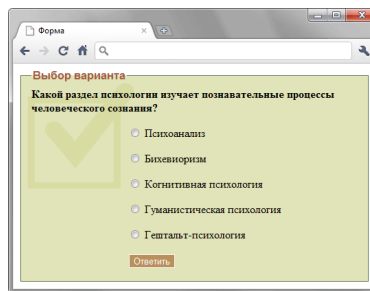 Форма
Выбор варианта
Какой раздел психологии изучает познавательные процессы
человеческого сознания?
Психоанализ
Бихевиоризм
Когнитивная психология
Гуманистическая психология
Гештальт-психология
Ответить